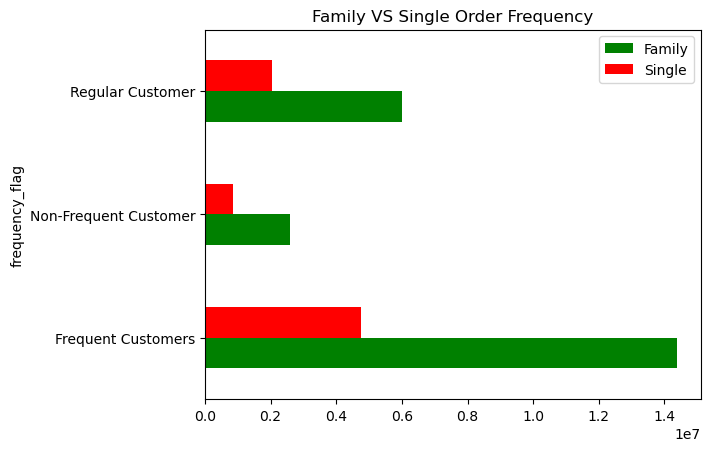 Family VS Single Order Frequency
Family
Single
Regular Customer
Non-Frequent Customer
Frequent Customers
frequency_flag
0.0 0.2 0.4 0.6 0.8 1.0 1.2 1.4
1e7